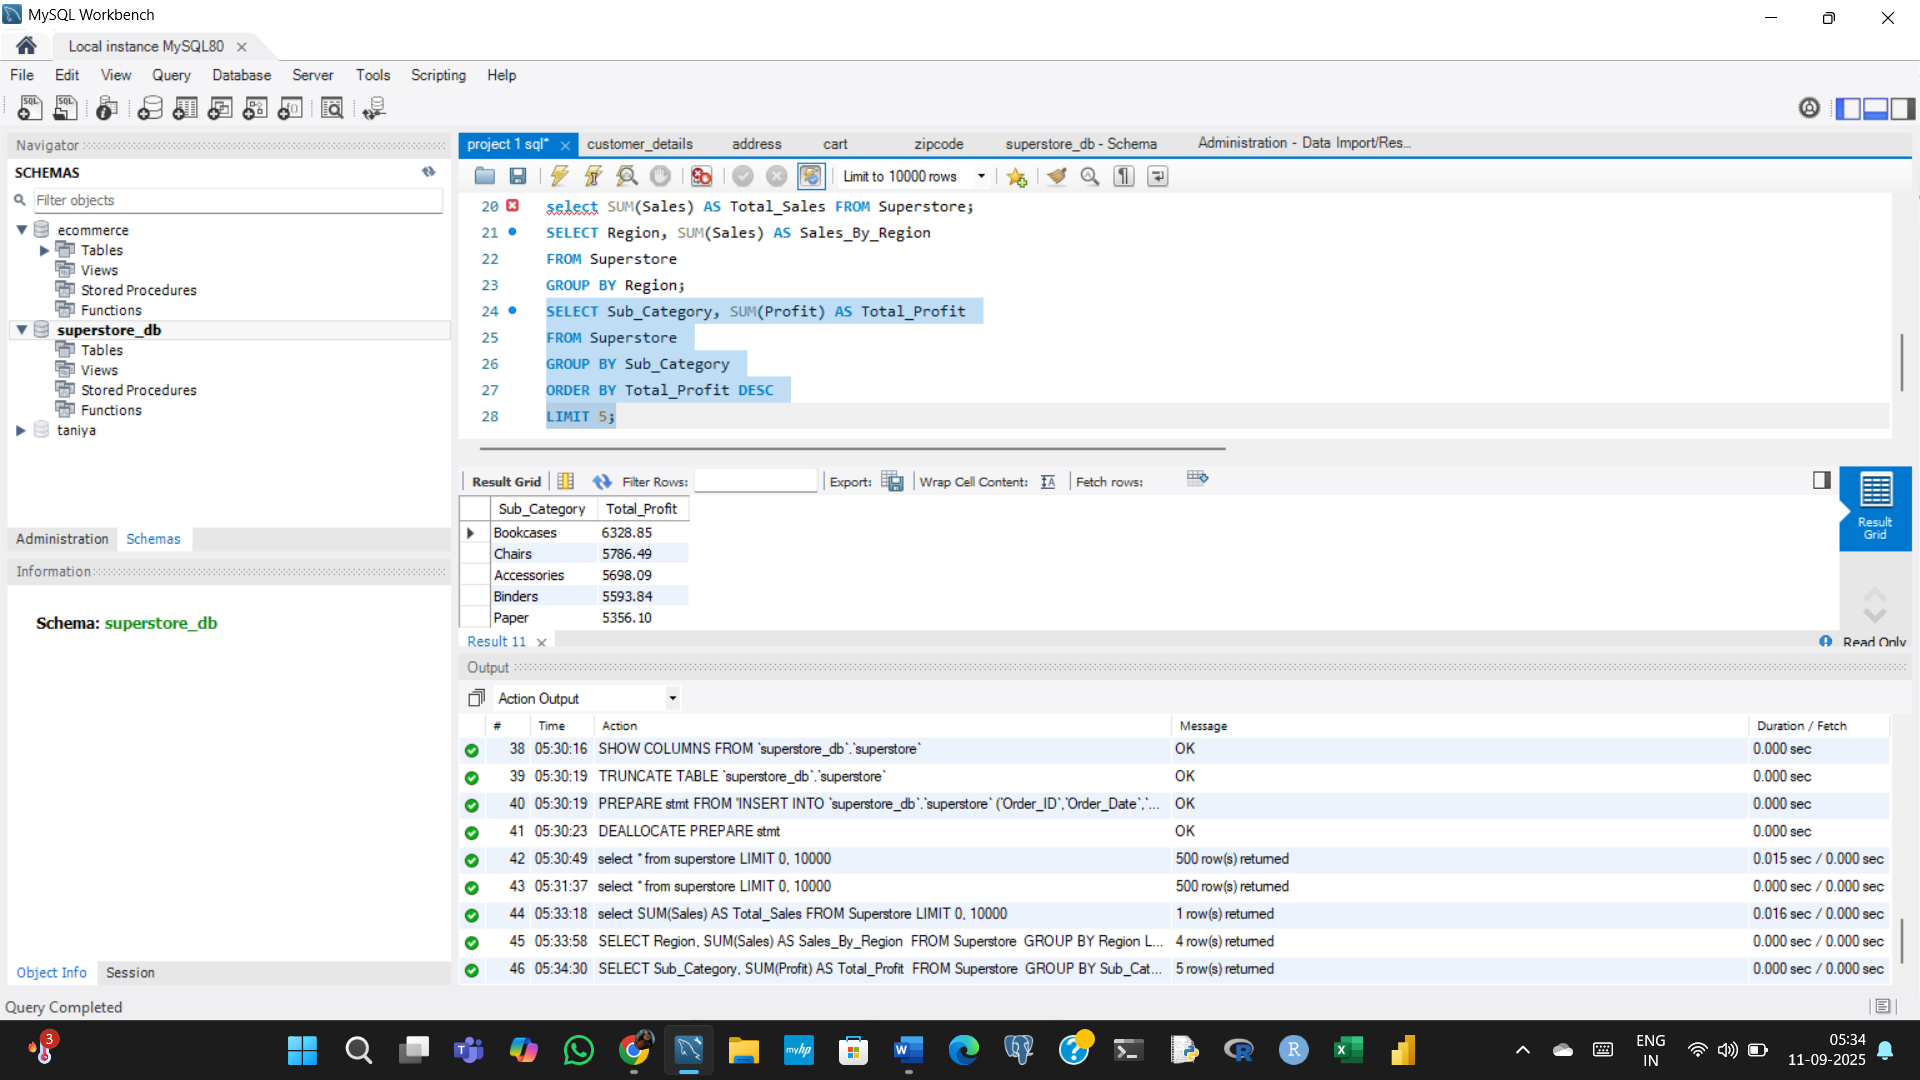 MySQL Workbench
Local instance MySQL80
File Edit View Query Database Server Tools Scripting Help
Navigator
SCHEMAS
Filter objects
ecommerce
Tables
Views
Stored Procedures
Functions
superstore_db
Tables
Views
Stored Procedures
Functions
taniya
Administration Schemas
Information
Schema: superstore_db
Object Info Session
project 1 sql* customer_details address cart zipcode superstore_db - Schema Administration - Data Import/Res...
Limit to 10000 rows
20 select SUM(Sales) AS Total_Sales FROM Superstore;
21 SELECT Region, SUM(Sales) AS Sales_By_Region
22 FROM Superstore
23 GROUP BY Region;
24 SELECT Sub_Category, SUM(Profit) AS Total_Profit
25 FROM Superstore
26 GROUP BY Sub_Category
27 ORDER BY Total_Profit DESC
28 LIMIT 5;
Result Grid Filter Rows: Export: Wrap Cell Content: Fetch rows:
Sub_Category Total_Profit
Bookcases 6328.85
Chairs 5786.49
Accessories 5698.09
Binders 5593.84
Paper 5356.10
Result Grid
Result 11
Read Only
Output
Action Output
# Time Action Message Duration / Fetch
38 05:30:16 SHOW COLUMNS FROM `superstore_db`.`superstore` OK 0.000 sec
39 05:30:19 TRUNCATE TABLE `superstore_db`.`superstore` OK 0.000 sec
40 05:30:19 PREPARE stmt FROM 'INSERT INTO `superstore_db`.`superstore` (`Order_ID`,`Order_Date`,`... OK 0.000 sec
41 05:30:23 DEALLOCATE PREPARE stmt OK 0.000 sec
42 05:30:49 select * from superstore LIMIT 0, 10000 500 row(s) returned 0.015 sec / 0.000 sec
43 05:31:37 select * from superstore LIMIT 0, 10000 500 row(s) returned 0.000 sec / 0.000 sec
44 05:33:18 select SUM(Sales) AS Total_Sales FROM Superstore LIMIT 0, 10000 1 row(s) returned 0.016 sec / 0.000 sec
45 05:33:58 SELECT Region, SUM(Sales) AS Sales_By_Region FROM Superstore GROUP BY Region L... 4 row(s) returned 0.000 sec / 0.000 sec
46 05:34:30 SELECT Sub_Category, SUM(Profit) AS Total_Profit FROM Superstore GROUP BY Sub_Cat... 5 row(s) returned 0.000 sec / 0.000 sec
Query Completed
3
myhp
ENG
IN
05:34
11-09-2025